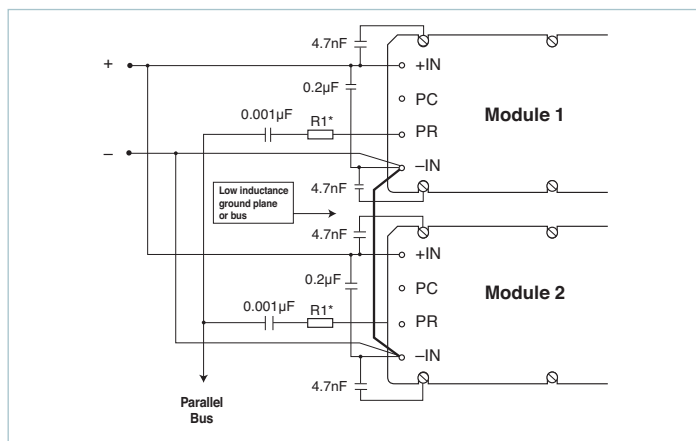 4.7nF
+
+IN
0.2µF
PC
Module 1
0.001µF
R1*
PR
–
–IN
4.7nF
Low inductance
ground plane
or bus
4.7nF
+IN
0.2µF
PC
Module 2
0.001µF
R1*
PR
–IN
4.7nF
Parallel
Bus